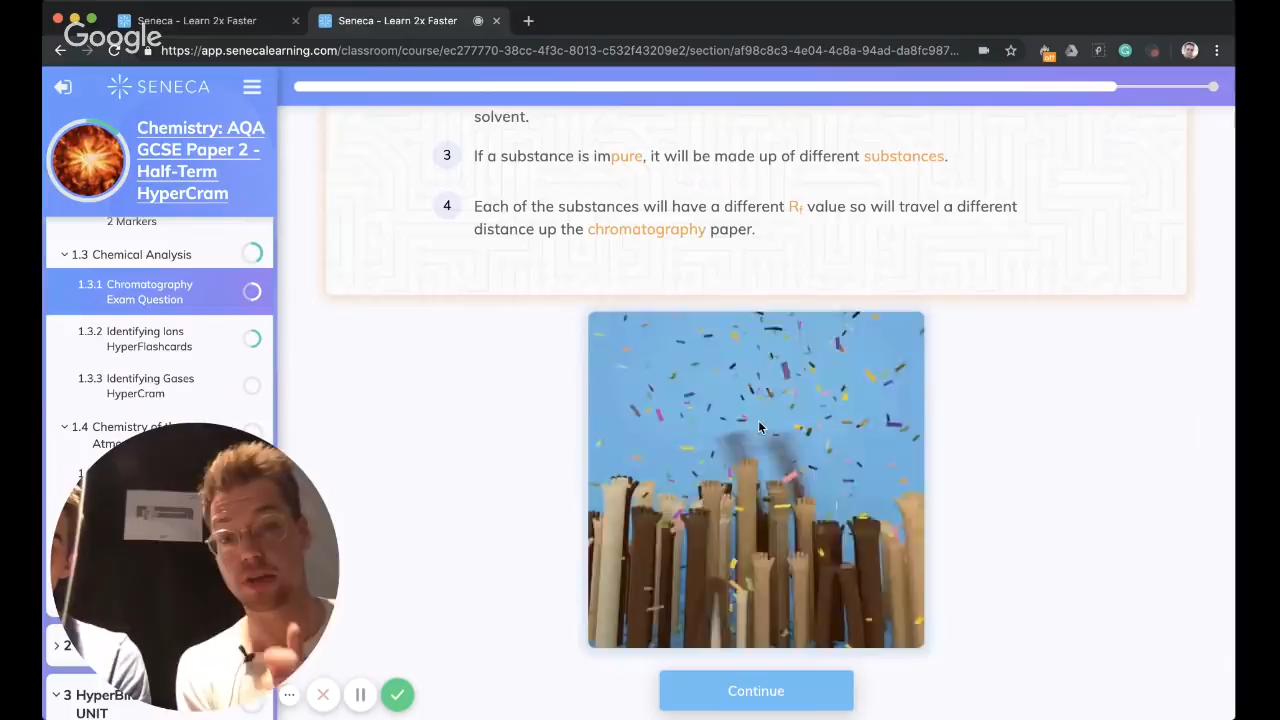 Seneca - Learn 2x Faster
Seneca - Learn 2x Faster
Google
https://app.senecalearning.com/classroom/course/ec277770-38cc-4f3c-8013-c532f43209e2/section/af98c8c3-4e04-4c8a-94ad-da8fc987...
off
SENECA
Chemistry: AQA
GCSE Paper 2 -
Half-Term
HyperCram
2 Markers
1.3 Chemical Analysis
1.3.1 Chromatography
Exam Question
1.3.2 Identifying Ions
HyperFlashcards
1.3.3 Identifying Gases
HyperCram
1.4 Chemistry of the
2
3
UNIT
solvent.
3 If a substance is impure, it will be made up of different substances.
4 Each of the substances will have a different Rf value so will travel a different
distance up the chromatography paper.
Continue